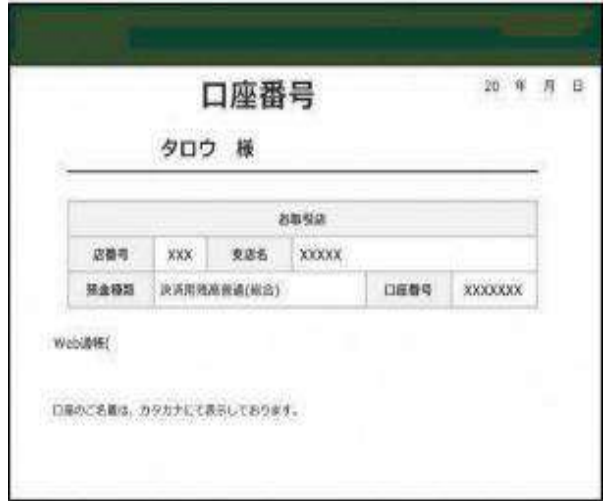 口座番号
20 年 月 日
タロウ 様
お取引店
店番号 XXX 支店名 XXXXX
預金種類 決済用残高普通(総合) 口座番号 XXXXXXX
Web通帳(
口座のご名義は、カタカナにて表示しております。